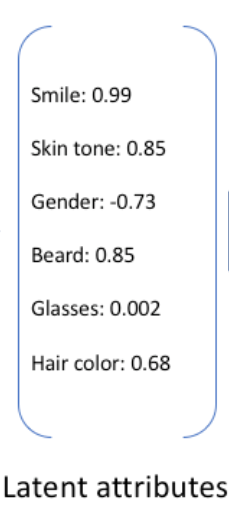 Smile: 0.99
Skin tone: 0.85
Gender: -0.73
Beard: 0.85
Glasses: 0.002
Hair color: 0.68
Latent attributes